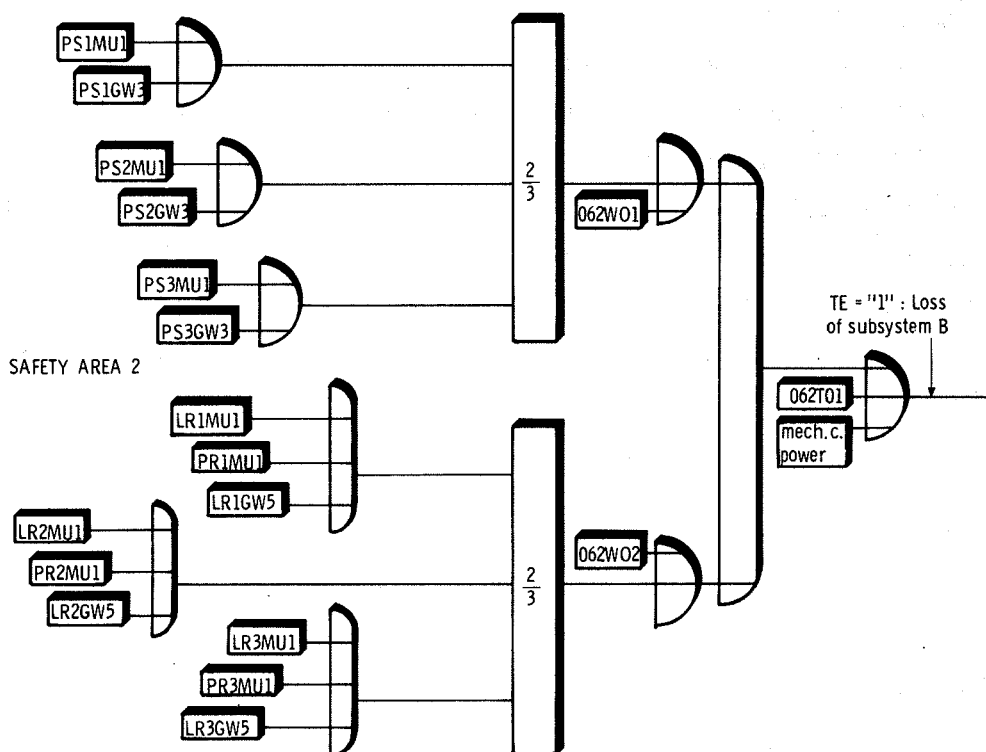 PS1MU1
PS1GW3
PS2MU1
PS2GW3
2
3
062WO1
PS3MU1
PS3GW3
TE = "1" : Loss
of subsystem B
SAFETY AREA 2
062TO1
LR1MU1
mech.c.
power
PR1MU1
LR1GW5
LR2MU1
062WO2
PR2MU1
2
3
LR2GW5
LR3MU1
PR3MU1
LR3GW5